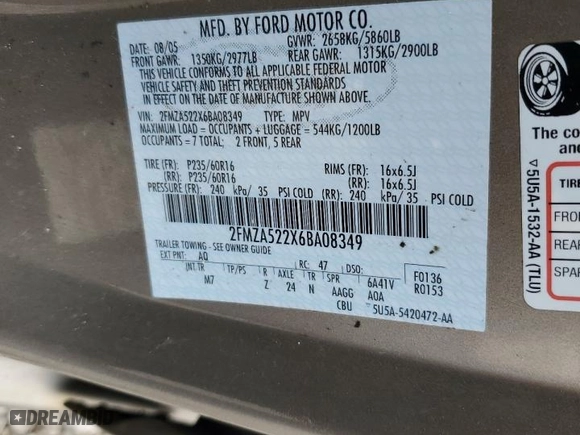 MFD. BY FORD MOTOR CO.
DATE: 08/05 GVWR: 2658KG/5860LB
FRONT GAWR: 1350KG/2977LB REAR GAWR: 1315KG/2900LB
THIS VEHICLE CONFORMS TO ALL APPLICABLE FEDERAL MOTOR
VEHICLE SAFETY AND THEFT PREVENTION STANDARDS
IN EFFECT ON THE DATE OF MANUFACTURE SHOWN ABOVE.
VIN: 2FMZA522X6BA08349 TYPE: MPV
MAXIMUM LOAD = OCCUPANTS + LUGGAGE = 544KG/1200LB
OCCUPANTS = 7 TOTAL: 2 FRONT, 5 REAR
TIRE (FR): P235/60R16 RIMS (FR): 16x6.5J
(RR): P235/60R16 (RR): 16x6.5J
PRESSURE (FR): 240 kPa/ 35 PSI COLD (RR): 240 kPa/ 35 PSI COLD
2FMZA522X6BA08349
TRAILER TOWING - SEE OWNER GUIDE
EXT PNT: AQ RC: 47 DSO: F0136
INT TR TP/PS R AXLE TR SPR 6A41V R0153
M7 Z 24 N AAGG A0A
CBU 5U5A-5420472-AA
The co
and
▽ 5U5A-1532-AA (TLU)
TIRE
FRON
REAR
SPAR
DREAMBID